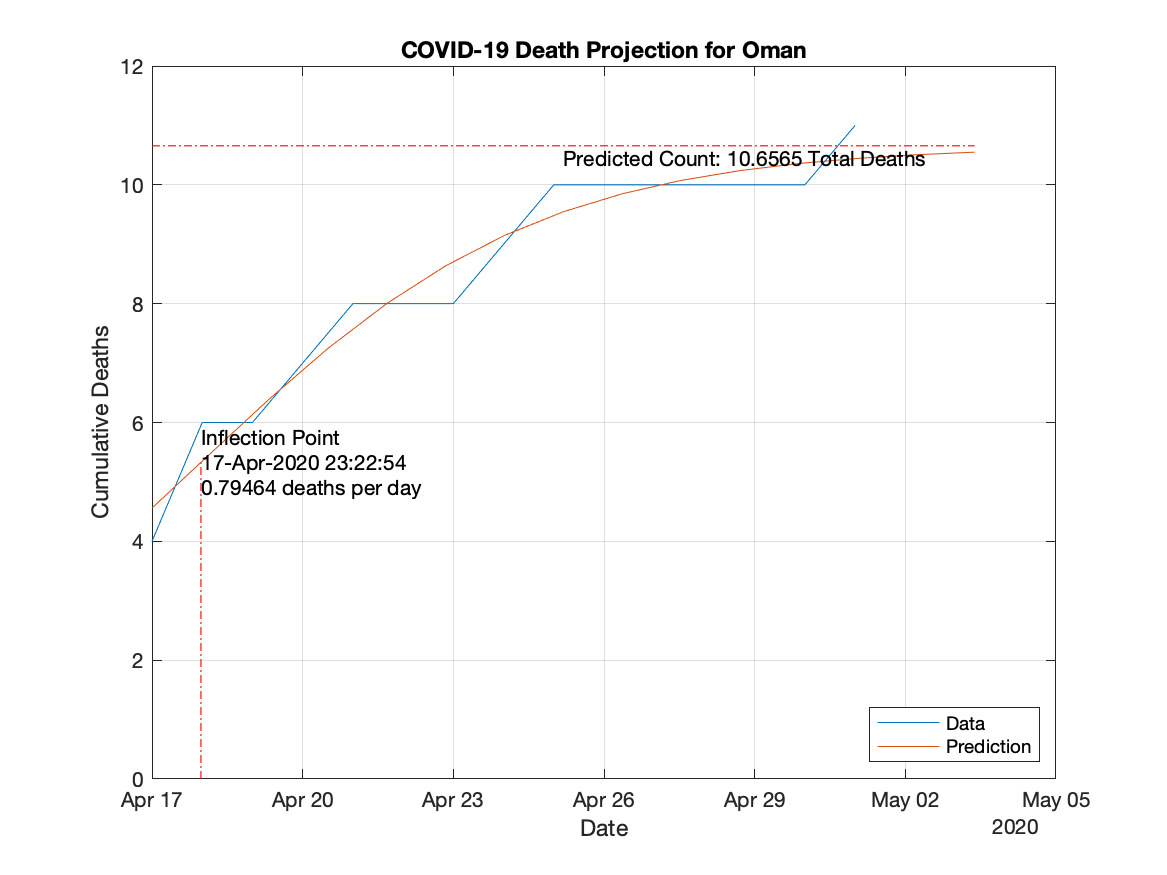 COVID-19 Death Projection for Oman
12
10
8
6
4
2
0
Cumulative Deaths
Predicted Count: 10.6565 Total Deaths
Inflection Point
17-Apr-2020 23:22:54
0.79464 deaths per day
Data
Prediction
Apr 17 Apr 20 Apr 23 Apr 26 Apr 29 May 02 May 05
Date
2020